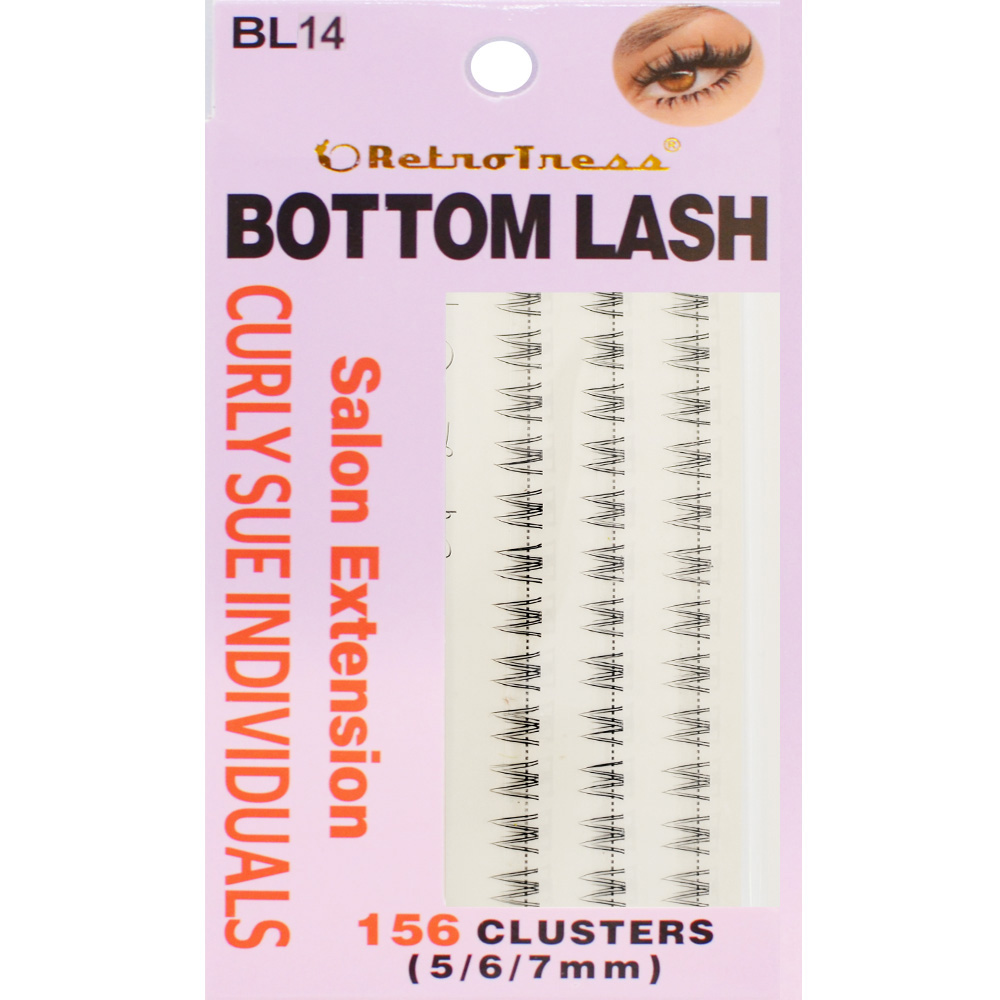 BL14
RetroTress®
BOTTOM LASH
CURLY SUE INDIVIDUALS
Salon Extension
156 CLUSTERS
(5/6/7mm)